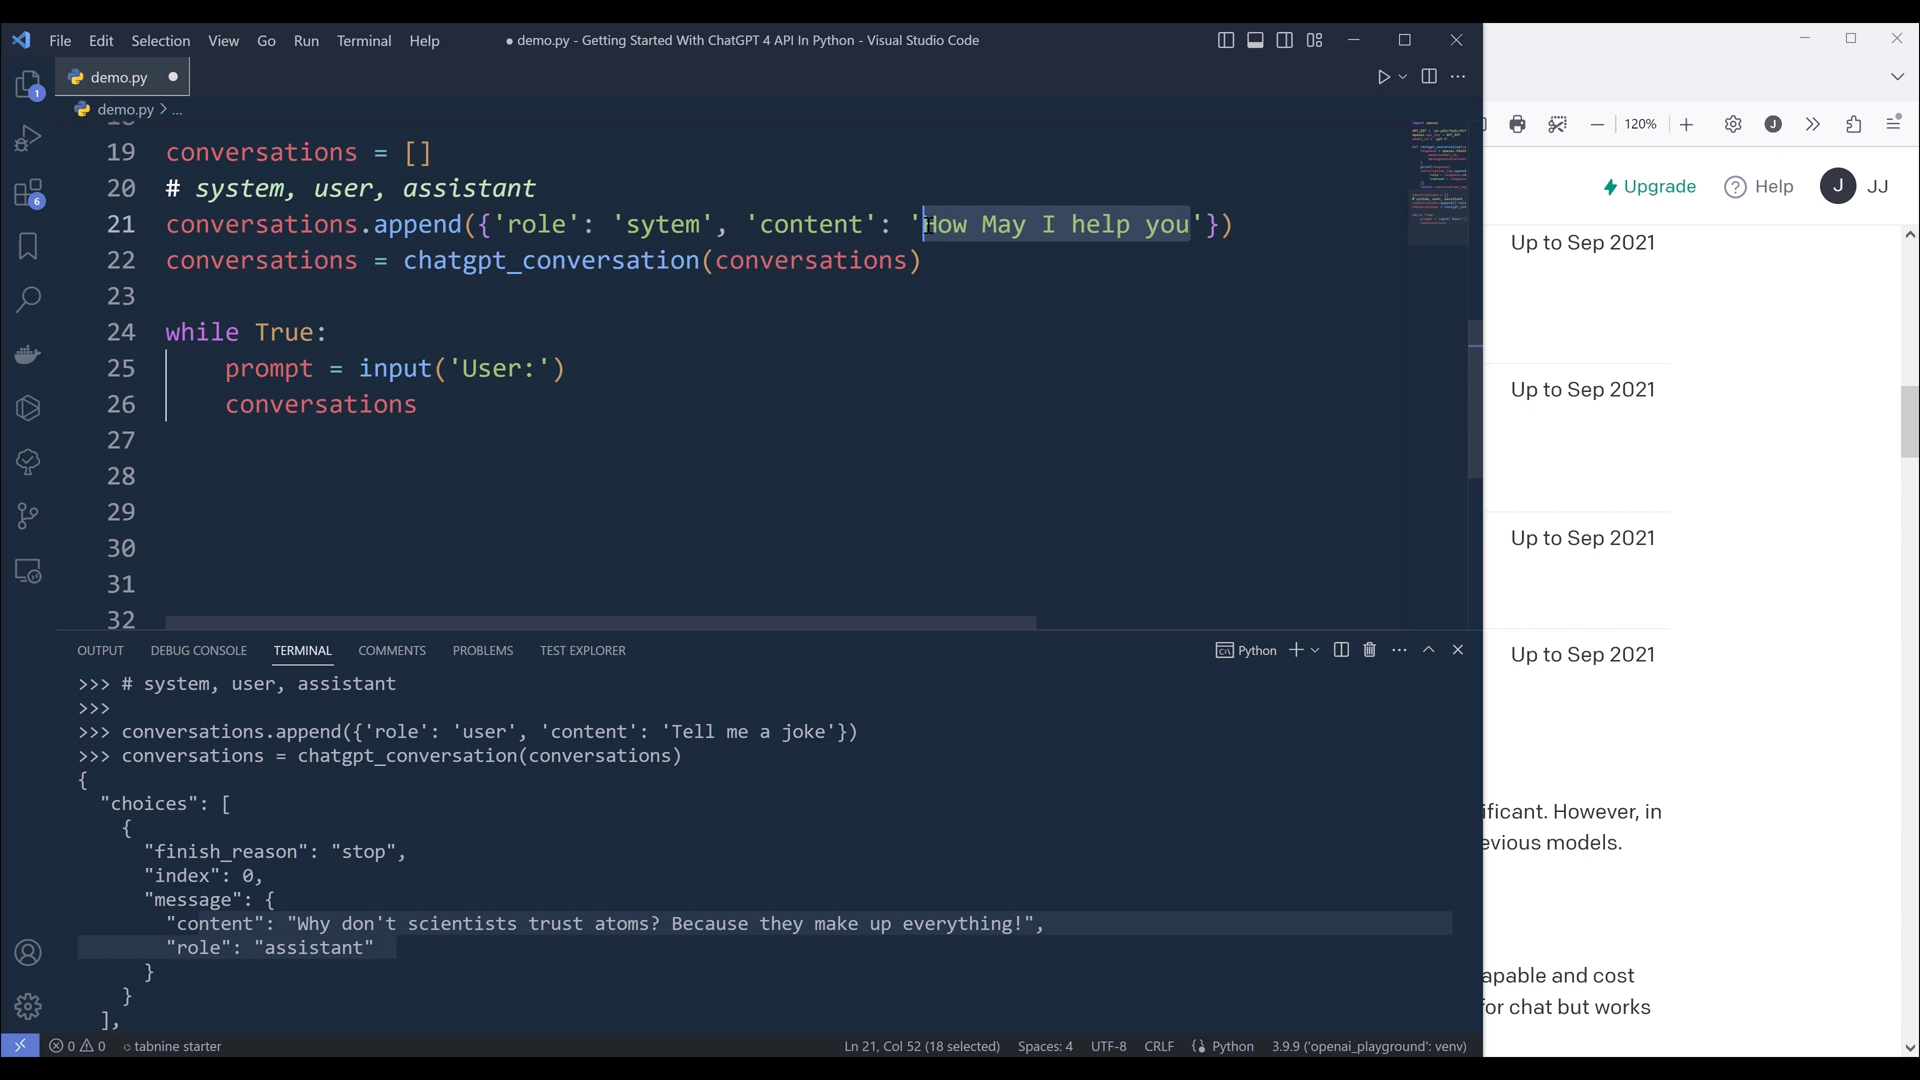 File Edit Selection View Go Run Terminal Help
● demo.py - Getting Started With ChatGPT 4 API In Python - Visual Studio Code
demo.py
demo.py > ...
19 conversations = []
20 # system, user, assistant
21 conversations.append({'role': 'sytem', 'content': 'How May I help you'})
22 conversations = chatgpt_conversation(conversations)
23
24 while True:
25 prompt = input('User:')
26 conversations
27
28
29
30
31
32
OUTPUT DEBUG CONSOLE TERMINAL COMMENTS PROBLEMS TEST EXPLORER
Python
>>> # system, user, assistant
>>>
>>> conversations.append({'role': 'user', 'content': 'Tell me a joke'})
>>> conversations = chatgpt_conversation(conversations)
{
"choices": [
{
"finish_reason": "stop",
"index": 0,
"message": {
"content": "Why don't scientists trust atoms? Because they make up everything!",
"role": "assistant"
}
}
],
1
6
0 0 tabnine starter
Ln 21, Col 52 (18 selected) Spaces: 4 UTF-8 CRLF Python 3.9.9 ('openai_playground': venv)
120%
J
Upgrade Help J JJ
Up to Sep 2021
Up to Sep 2021
Up to Sep 2021
Up to Sep 2021
ificant. However, in
evious models.
apable and cost
for chat but works